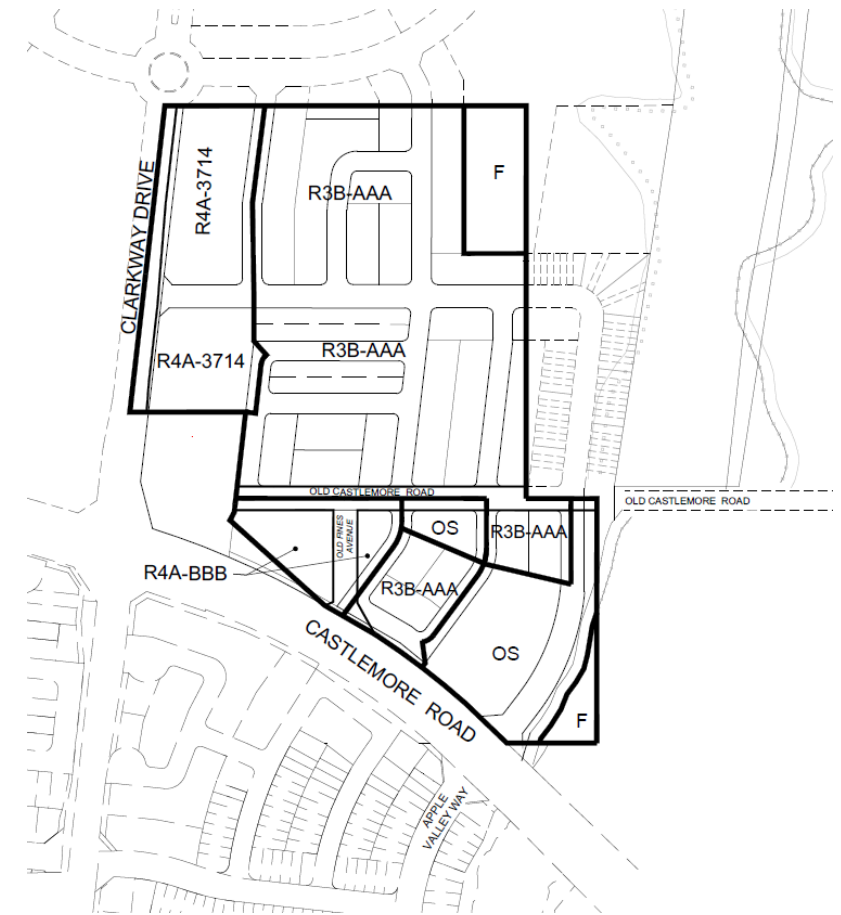 F
R4A-3714
R3B-AAA
CLARKWAY DRIVE
R3B-AAA
R4A-3714
OLD CASTLEMORE ROAD
OLD CASTLEMORE ROAD
OS
R3B-AAA
OLD FINES
AVENUE
R4A-BBB
R3B-AAA
CASTLEMORE ROAD
OS
F
APPLE
VALLEY WAY